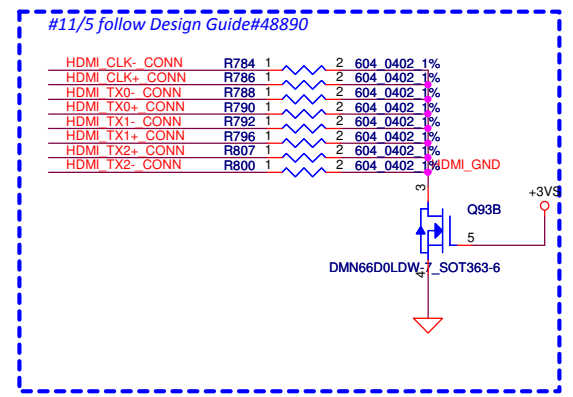 #11/5 follow Design Guide#48890
HDMI_CLK-_CONN R784 1 2 604_0402_1%
HDMI_CLK+_CONN R786 1 2 604_0402_1%
HDMI_TX0-_CONN R788 1 2 604_0402_1%
HDMI_TX0+_CONN R790 1 2 604_0402_1%
HDMI_TX1-_CONN R792 1 2 604_0402_1%
HDMI_TX1+_CONN R796 1 2 604_0402_1%
HDMI_TX2+_CONN R807 1 2 604_0402_1%
HDMI_TX2-_CONN R800 1 2 604_0402_1% HDMI_GND
3
+3VS
Q93B
5
DMN66D0LDW-7_SOT363-6
4